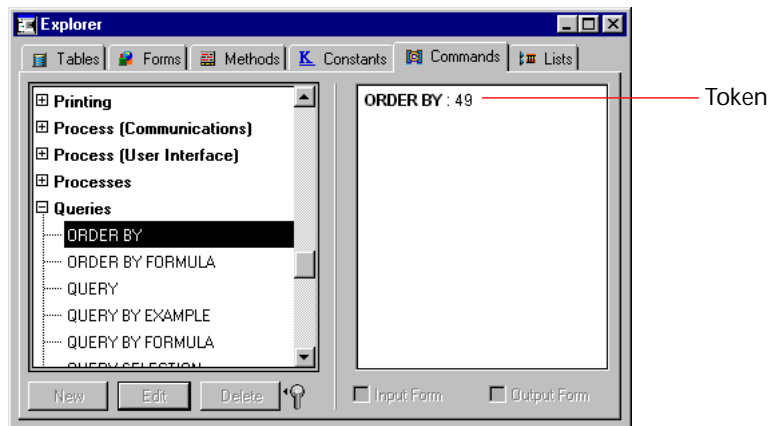 Explorer
Tables Forms Methods K Constants Commands Lists
Printing
Process (Communications)
Process (User Interface)
Processes
Queries
ORDER BY
ORDER BY FORMULA
QUERY
QUERY BY EXAMPLE
QUERY BY FORMULA
QUERY SELECTION
ORDER BY : 49
Token
New Edit Delete
Input Form Output Form